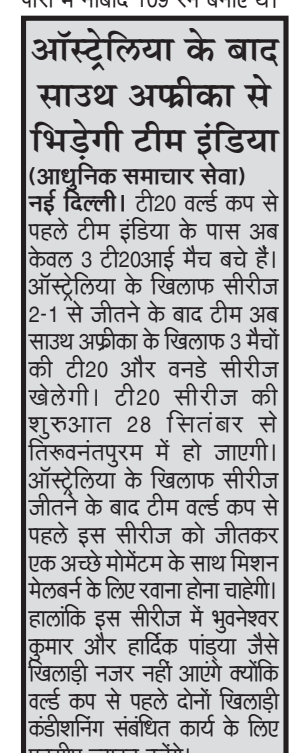 पारी में नाबाद 109 रन बनाए थे।
ऑस्ट्रेलिया के बाद
साउथ अफ्रीका से
भिड़ेगी टीम इंडिया
(आधुनिक समाचार सेवा)
नई दिल्ली। टी20 वर्ल्ड कप से
पहले टीम इंडिया के पास अब
केवल 3 टी20आई मैच बचे हैं।
ऑस्ट्रेलिया के खिलाफ सीरीज
2-1 से जीतने के बाद टीम अब
साउथ अफ्रीका के खिलाफ 3 मैचों
की टी20 और वनडे सीरीज
खेलेगी। टी20 सीरीज की
शुरुआत 28 सितंबर से
तिरूवनंतपुरम में हो जाएगी।
ऑस्ट्रेलिया के खिलाफ सीरीज
जीतने के बाद टीम वर्ल्ड कप से
पहले इस सीरीज को जीतकर
एक अच्छे मोमेंटम के साथ मिशन
मेलबर्न के लिए रवाना होना चाहेगी।
हालांकि इस सीरीज में भुवनेश्वर
कुमार और हार्दिक पांड्या जैसे
खिलाड़ी नजर नहीं आएंगे क्योंकि
वर्ल्ड कप से पहले दोनों खिलाड़ी
कंडीशनिंग संबंधित कार्य के लिए